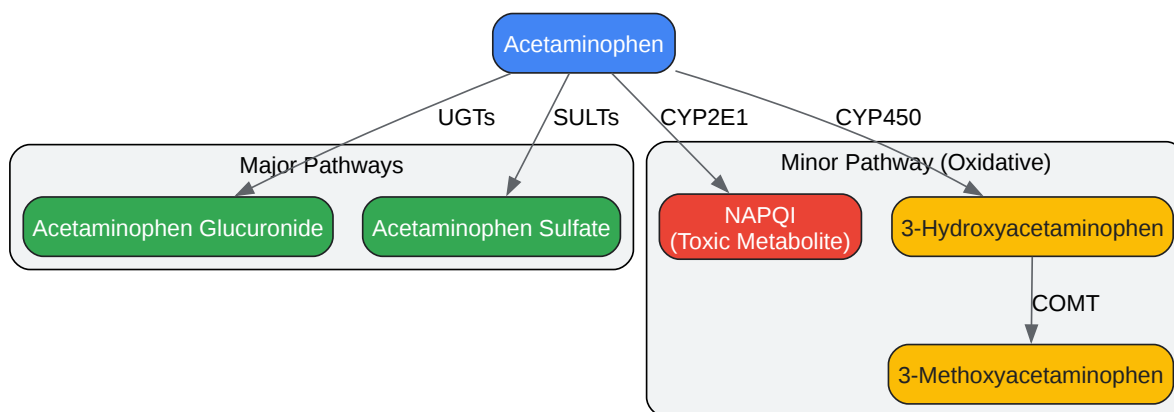 Acetaminophen
UGTs
SULTs
CYP2E1
CYP450
Major Pathways
Minor Pathway (Oxidative)
Acetaminophen Glucuronide
Acetaminophen Sulfate
NAPQI
(Toxic Metabolite)
3-Hydroxyacetaminophen
COMT
3-Methoxyacetaminophen